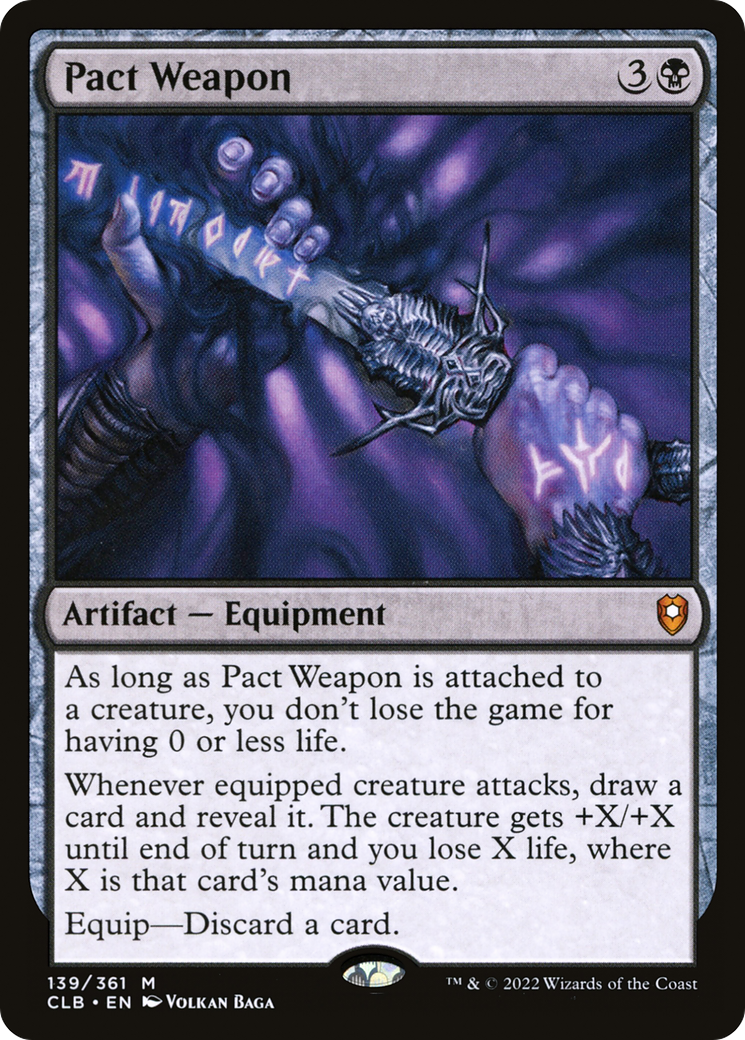 Pact Weapon 3
Artifact — Equipment
As long as Pact Weapon is attached to
a creature, you don't lose the game for
having 0 or less life.
Whenever equipped creature attacks, draw a
card and reveal it. The creature gets +X/+X
until end of turn and you lose X life, where
X is that card's mana value.
Equip—Discard a card.
139/361 M
CLB • EN Volkan Baga
™ & © 2022 Wizards of the Coast